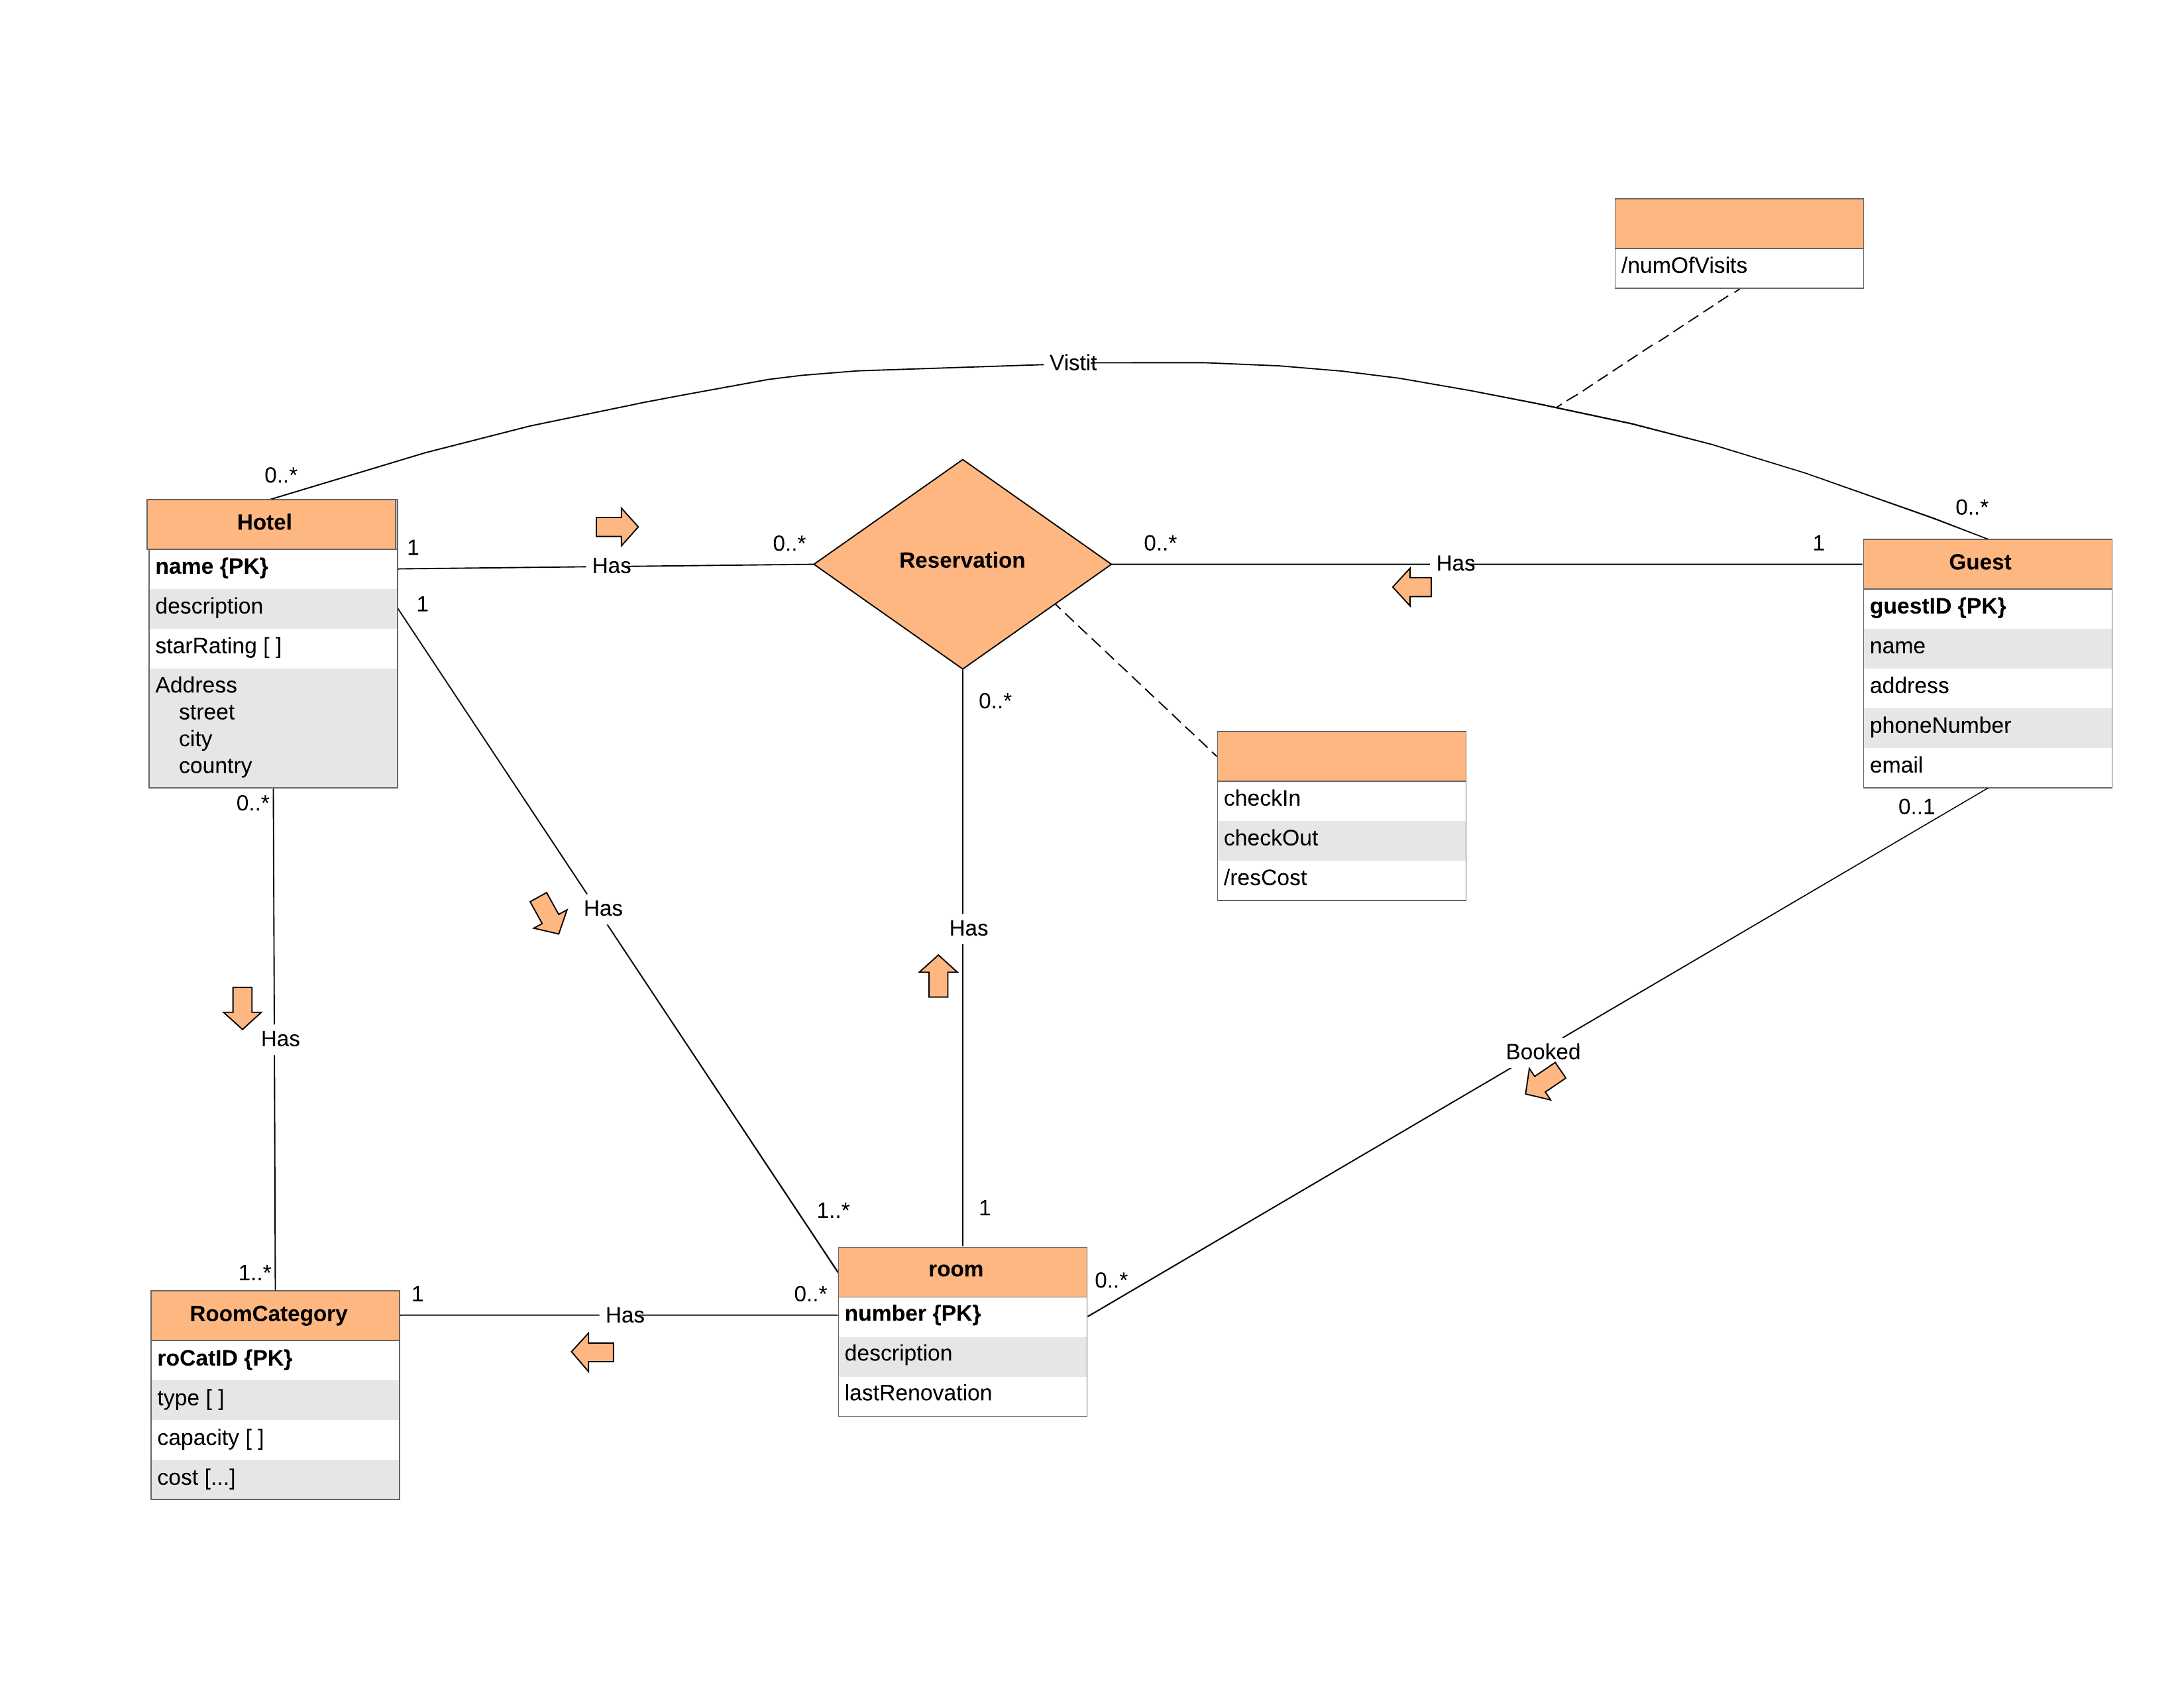 /numOfVisits
Vistit
0..*
0..*
Hotel
name {PK}
description
starRating [ ]
Address
street
city
country
1
Has
0..*
Reservation
0..*
Has
1
Guest
guestID {PK}
name
address
phoneNumber
email
1
0..*
checkIn
checkOut
/resCost
0..*
0..1
Has
Has
Has
Booked
1..*
1
1..*
RoomCategory
roCatID {PK}
type [ ]
capacity [ ]
cost [...]
1
Has
0..*
room
number {PK}
description
lastRenovation
0..*